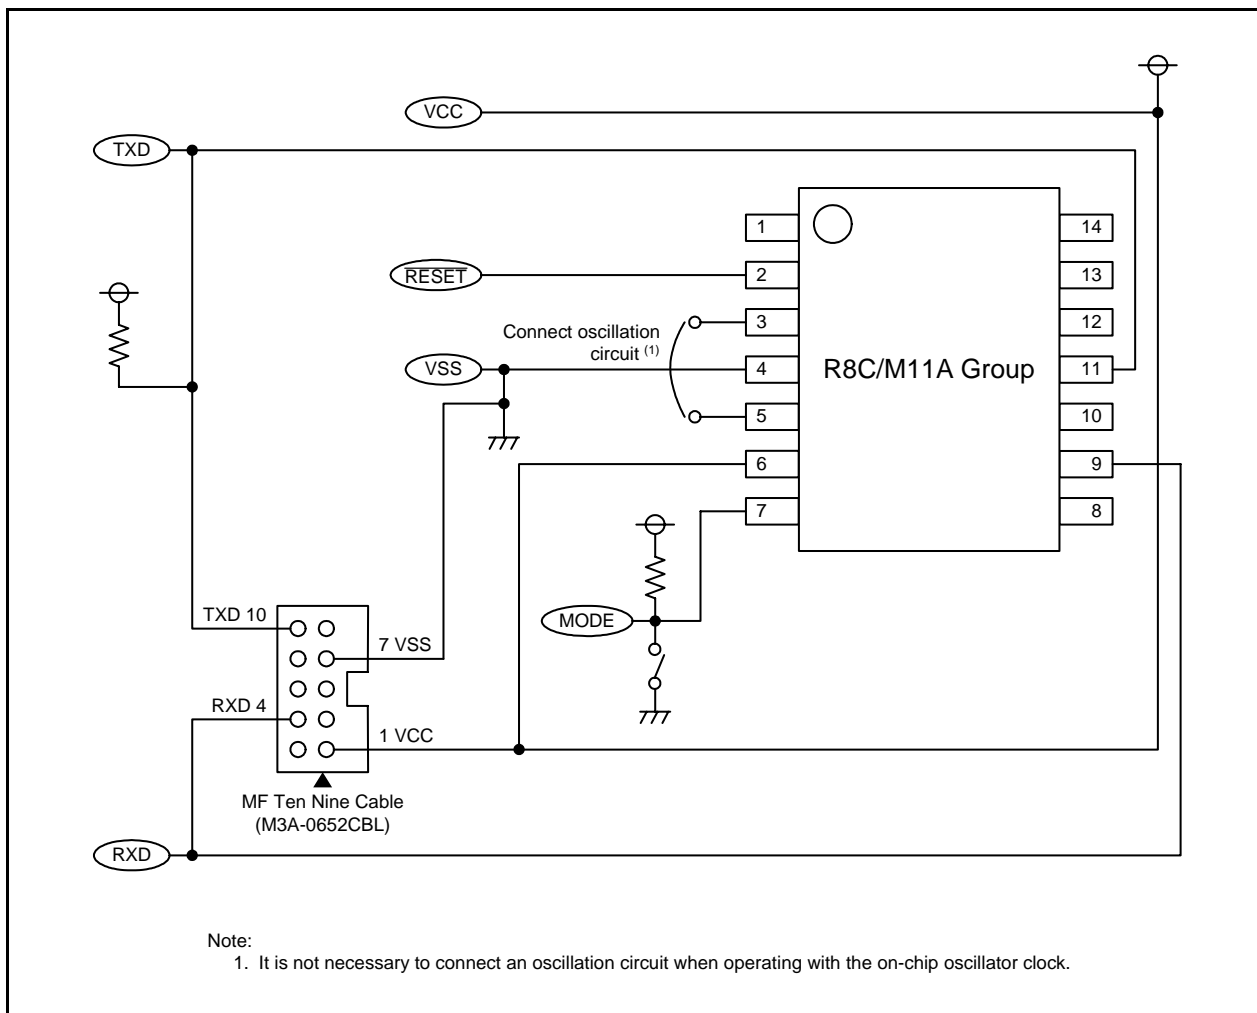 VCC
TXD
1
14
RESET
2
13
3
12
Connect oscillation
circuit (1)
VSS
4
R8C/M11A Group
11
5
10
6
9
7
8
MODE
TXD 10
7 VSS
RXD 4
1 VCC
MF Ten Nine Cable
(M3A-0652CBL)
RXD
Note:
1. It is not necessary to connect an oscillation circuit when operating with the on-chip oscillator clock.